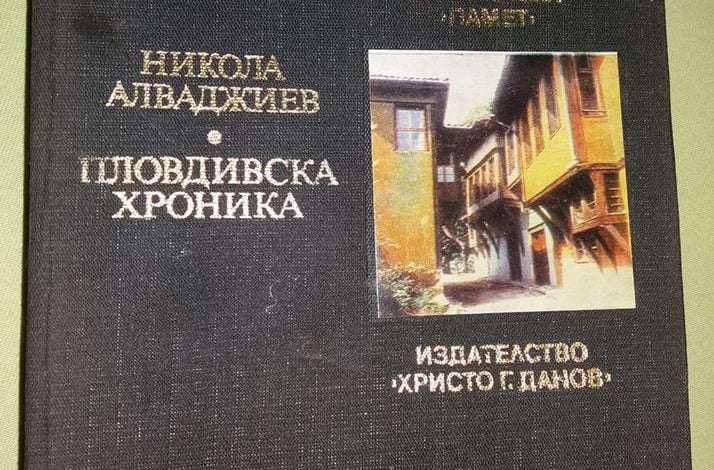 ‹ПАМЕТ›
НИКОЛА
АЛВАДЖИЕВ
ПЛОВДИВСКА
ХРОНИКА
ИЗДАТЕЛСТВО
‹ХРИСТО Г. ДАНОВ›